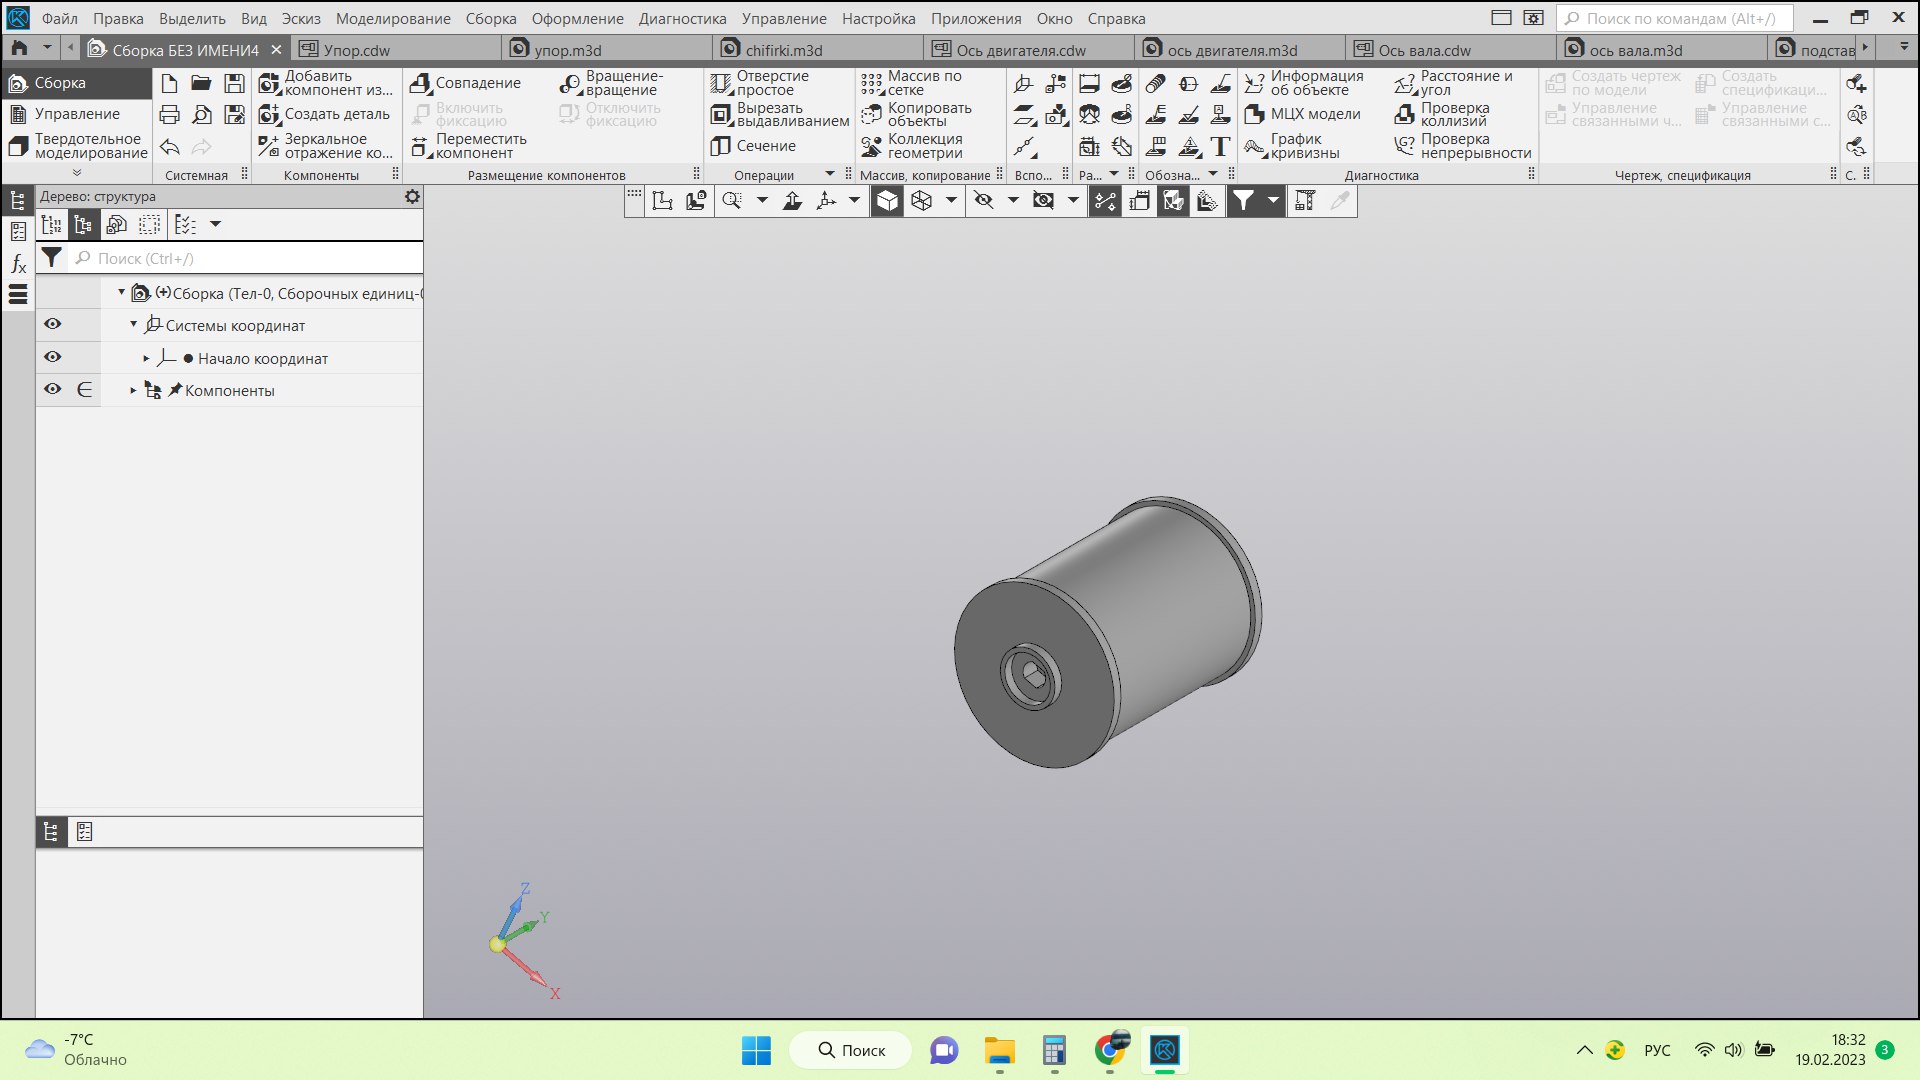 Файл Правка Выделить Вид Эскиз Моделирование Сборка Оформление Диагностика Управление Настройка Приложения Окно Справка Поиск по командам (Alt+/)
Сборка БЕЗ ИМЕНИ4 Упор.cdw упор.m3d chifirki.m3d Ось двигателя.cdw ось двигателя.m3d Ось вала.cdw ось вала.m3d подстав
Сборка
Управление
Твердотельное
моделирование
Системная
Добавить
компонент из...
Создать деталь
Зеркальное
отражение ко...
Компоненты
Совпадение
Вращение-
вращение
Включить
фиксацию
Отключить
фиксацию
Переместить
компонент
Размещение компонентов
Отверстие
простое
Вырезать
выдавливанием
Сечение
Операции
Массив по
сетке
Копировать
объекты
Коллекция
геометрии
Массив, копирование
Вспо...
Ра...
Обозна...
Информация
об объекте
Расстояние и
угол
МЦХ модели
Проверка
коллизий
График
кривизны
Проверка
непрерывности
Диагностика
Создать чертеж
по модели
Создать
спецификаци...
Управление
связанными ч...
Управление
связанными с...
Чертеж, спецификация
С.
Дерево: структура
Поиск (Ctrl+/)
(+)Сборка (Тел-0, Сборочных единиц-0
Системы координат
Начало координат
Компоненты
Z
Y
X
-7°C
Облачно
Поиск
РУС
18:32
19.02.2023
3